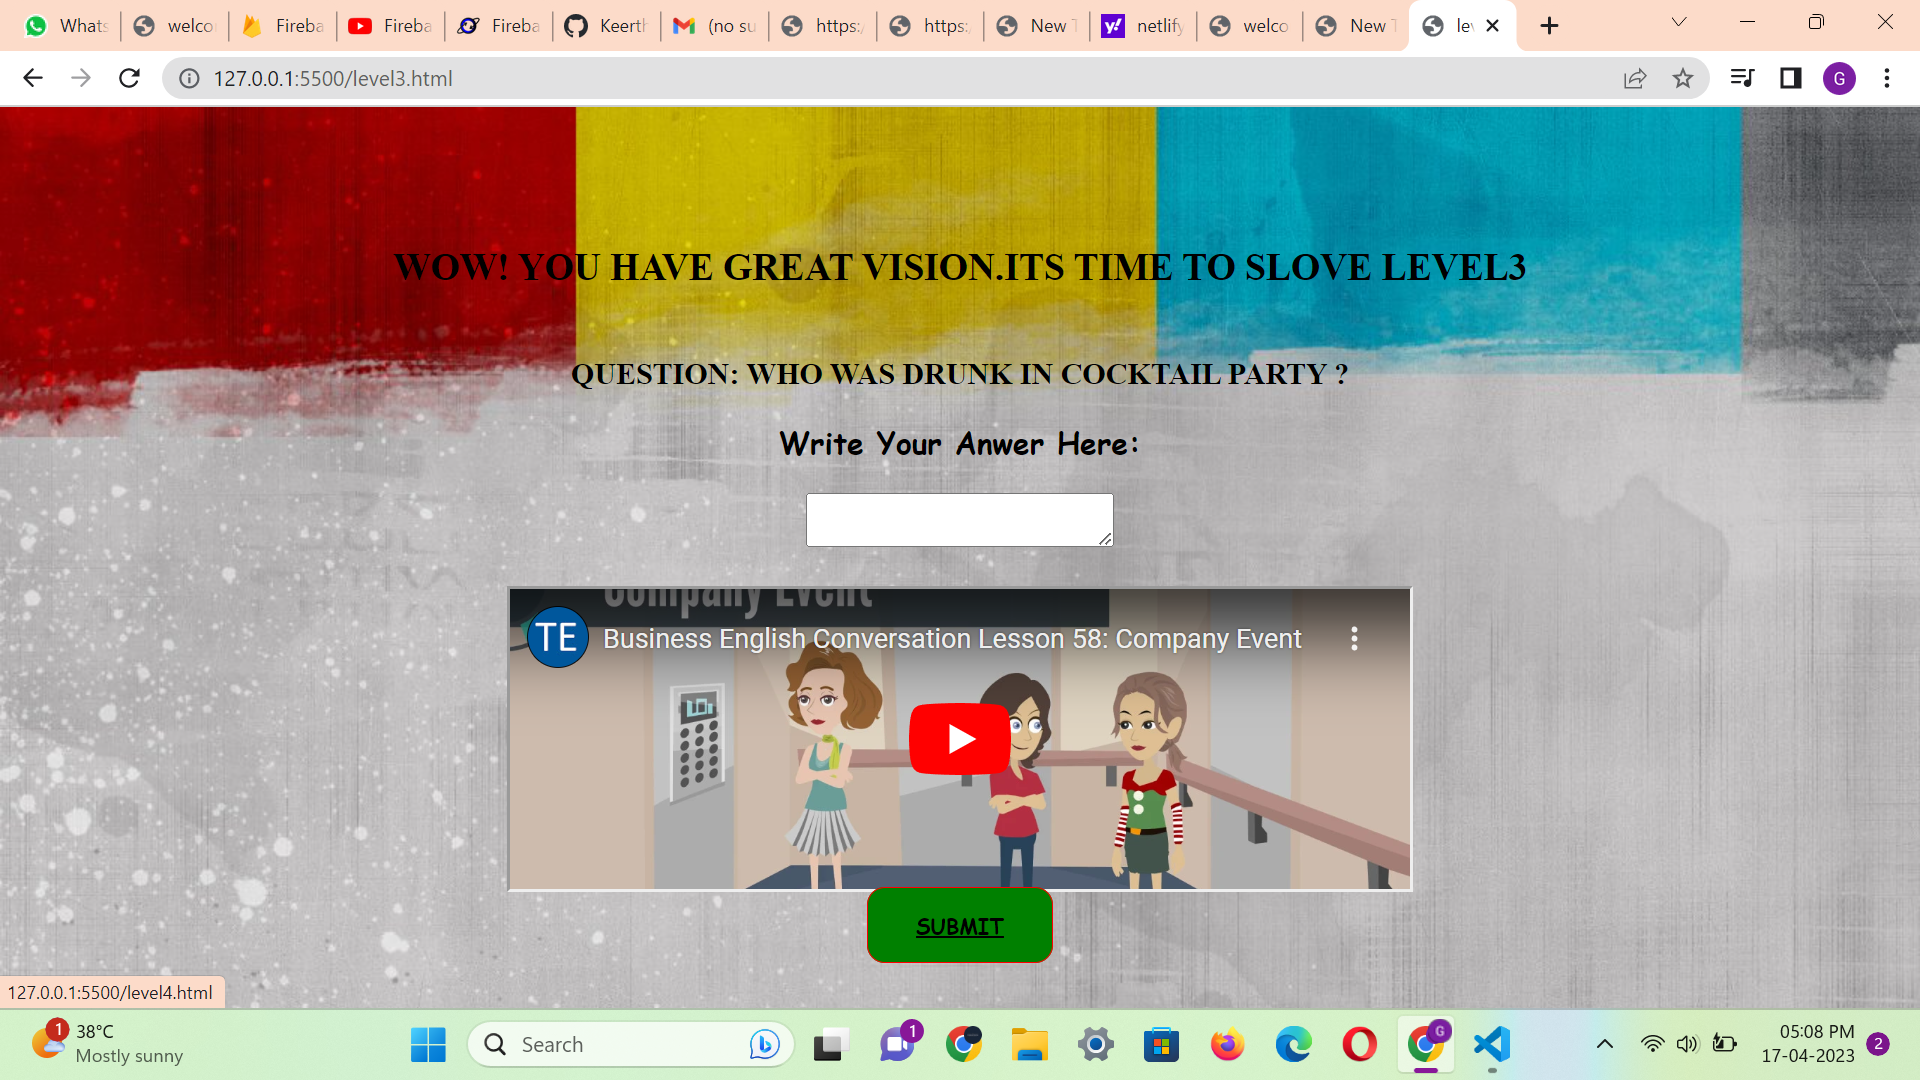 Whats
welco
Fireba
Fireba
Fireba
Keerth
(no su
https:/
https:/
New T
netlify
welco
New T
lev
127.0.0.1:5500/level3.html
G
WOW! YOU HAVE GREAT VISION.ITS TIME TO SLOVE LEVEL3
QUESTION: WHO WAS DRUNK IN COCKTAIL PARTY ?
Write Your Anwer Here:
Company Event
TE
Business English Conversation Lesson 58: Company Event
SUBMIT
127.0.0.1:5500/level4.html
1
38°C
Mostly sunny
Search
1
G
05:08 PM
17-04-2023
2